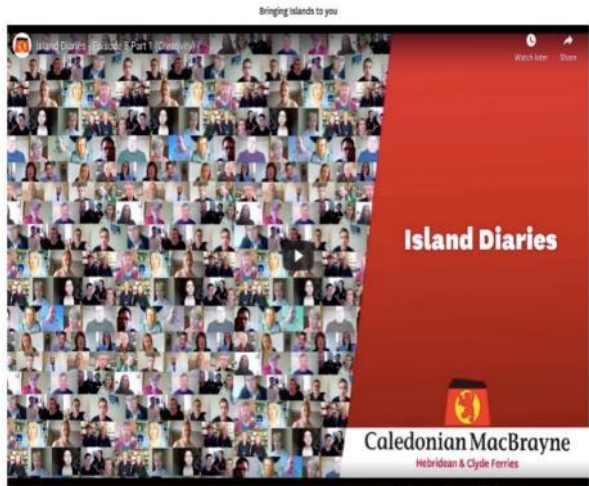 Bringing Islands to you
Island Diaries - Episode 8 Part 1 (Creativity)
Watch later
Share
Island Diaries
Caledonian MacBrayne
Hebridean & Clyde Ferries